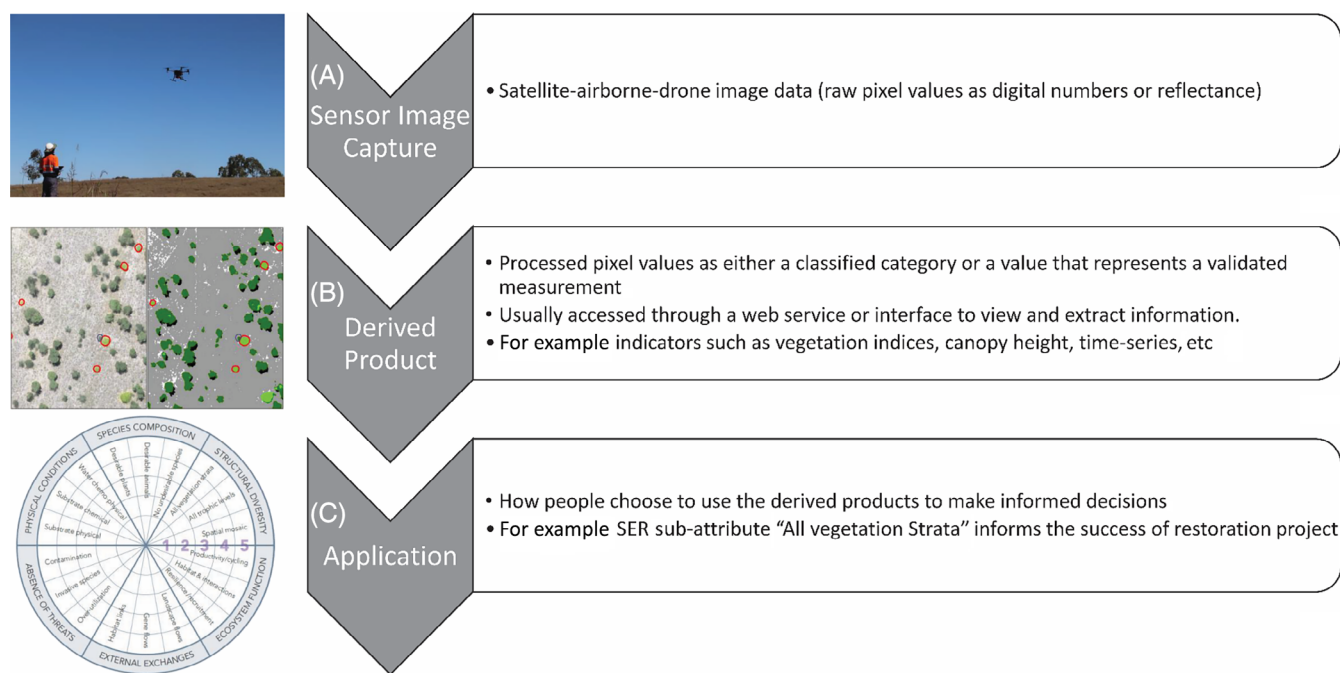 (A)
Sensor Image
Capture
• Satellite-airborne-drone image data (raw pixel values as digital numbers or reflectance)
(B)
Derived
Product
• Processed pixel values as either a classified category or a value that represents a validated
measurement
• Usually accessed through a web service or interface to view and extract information.
• For example indicators such as vegetation indices, canopy height, time-series, etc
(C)
Application
• How people choose to use the derived products to make informed decisions
• For example SER sub-attribute “All vegetation Strata” informs the success of restoration project
SPECIES COMPOSITION
STRUCTURAL DIVERSITY
ECOSYSTEM FUNCTION
EXTERNAL EXCHANGES
ABSENCE OF THREATS
PHYSICAL CONDITIONS
Desirable plants
Desirable animals
No undesirable species
All vegetation strata
All trophic levels
Spatial mosaic
1 2 3 4 5
Productivity/cycling
Habitat & interactions
Resilience/recruitment
Landscape flows
Gene flows
Habitat links
Over-utilization
Invasive species
Contamination
Substrate physical
Substrate chemical
Water chemo-physical